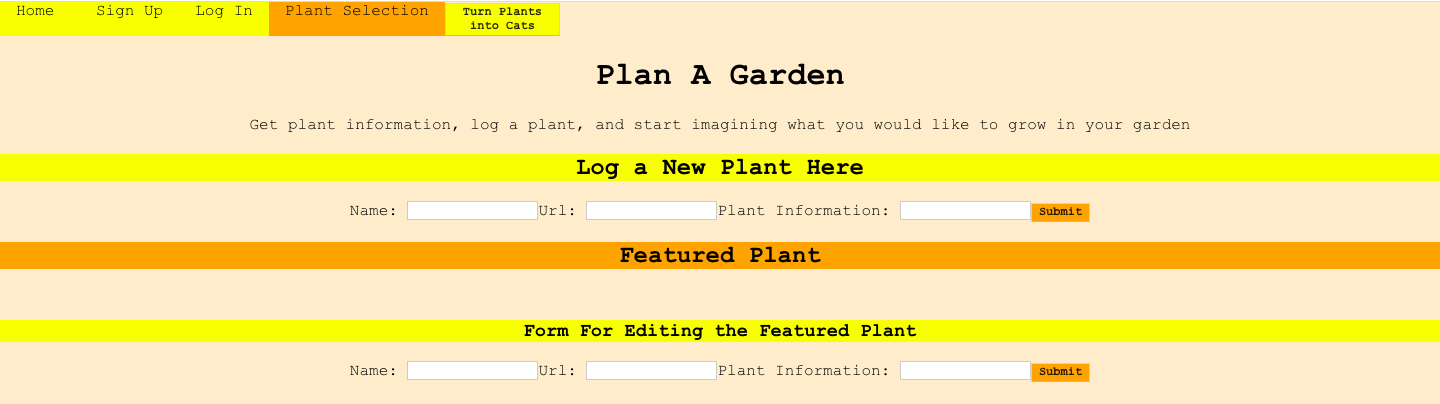 Home Sign Up Log In Plant Selection Turn Plants
into Cats
Plan A Garden
Get plant information, log a plant, and start imagining what you would like to grow in your garden
Log a New Plant Here
Name: Url: Plant Information: Submit
Featured Plant
Form For Editing the Featured Plant
Name: Url: Plant Information: Submit